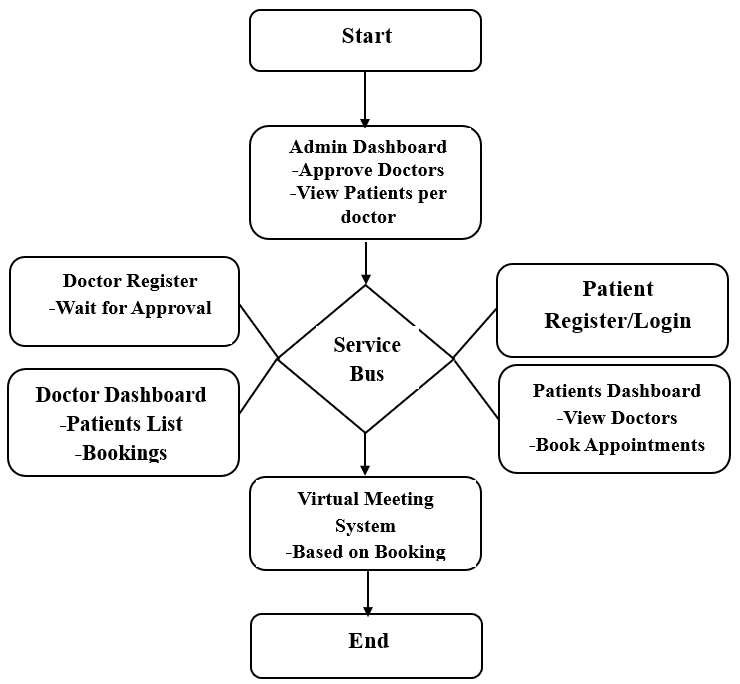 Start
Admin Dashboard
-Approve Doctors
-View Patients per
doctor
Doctor Register
-Wait for Approval
Patient
Register/Login
Service
Bus
Doctor Dashboard
-Patients List
-Bookings
Patients Dashboard
-View Doctors
-Book Appointments
Virtual Meeting
System
-Based on Booking
End